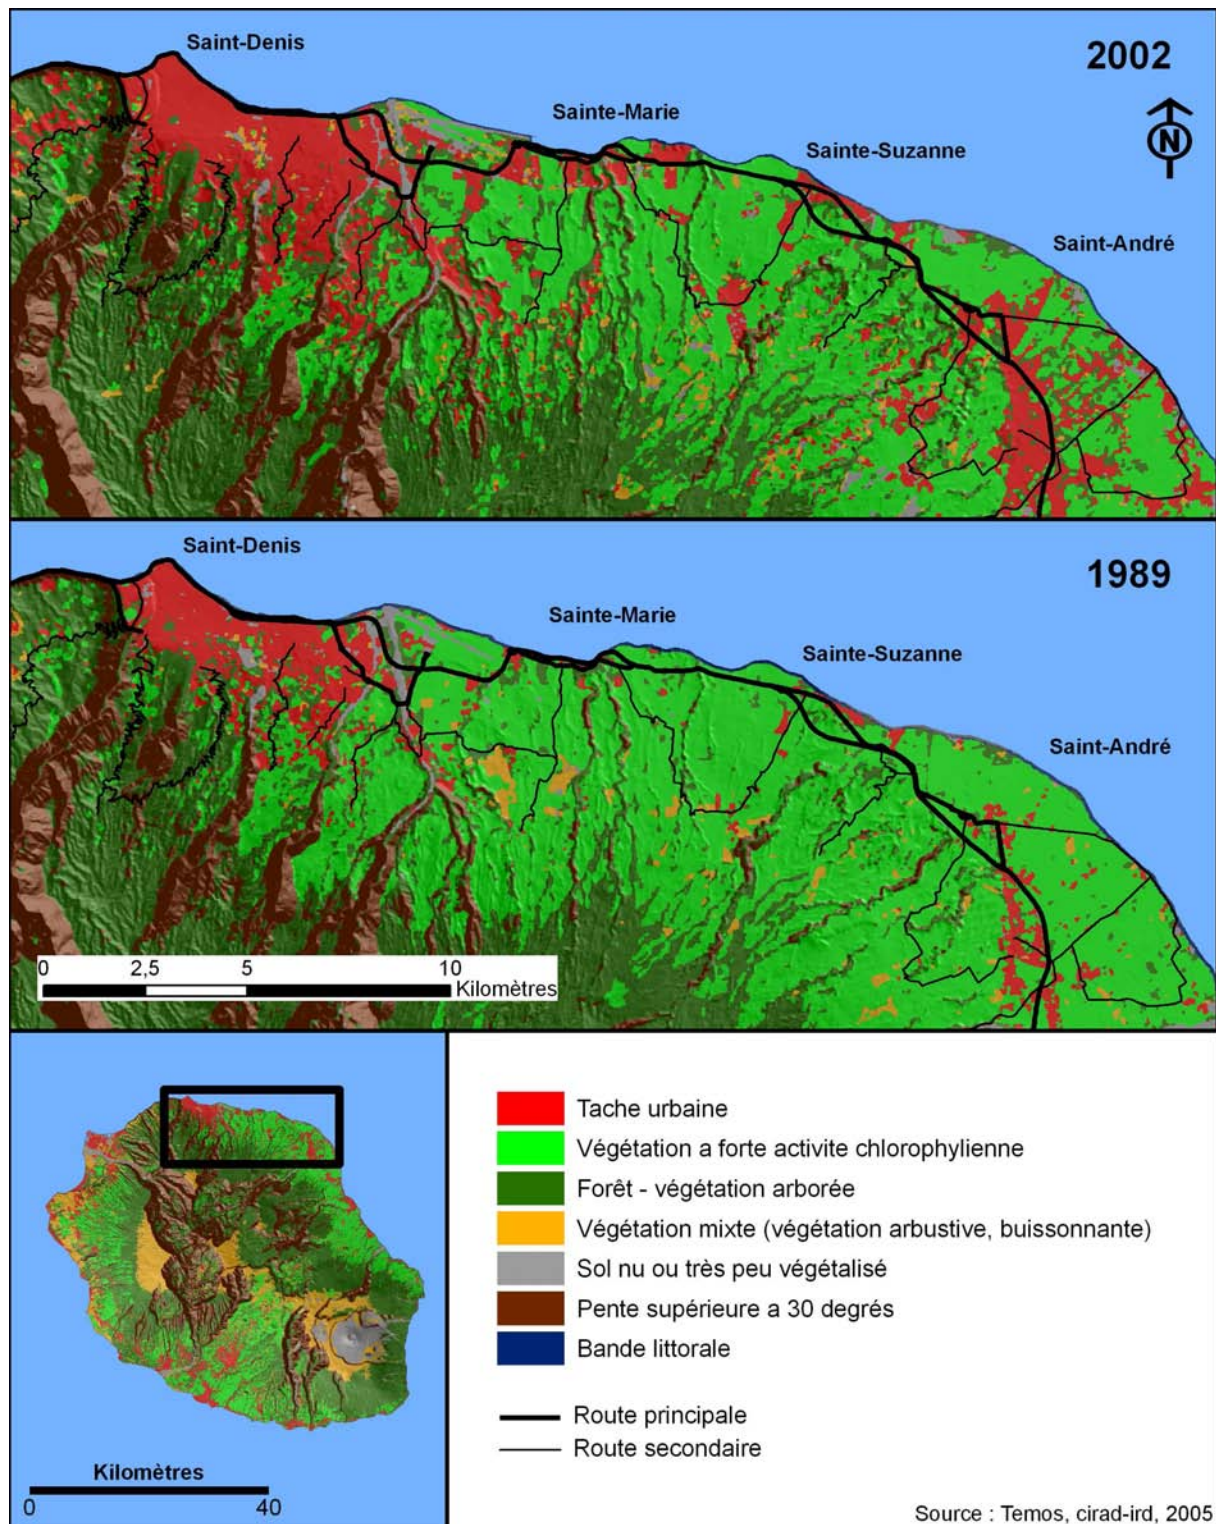 Saint-Denis
2002
Sainte-Marie
N
Sainte-Suzanne
Saint-André
Saint-Denis
1989
Sainte-Marie
Sainte-Suzanne
Saint-André
0 2,5 5 10
Kilomètres
Tache urbaine
Végétation a forte activite chlorophylienne
Forêt - végétation arborée
Végétation mixte (végétation arbustive, buissonnante)
Sol nu ou très peu végétalisé
Pente supérieure a 30 degrés
Bande littorale
Route principale
Route secondaire
Kilomètres
0 40
Source : Temos, cirad-ird, 2005